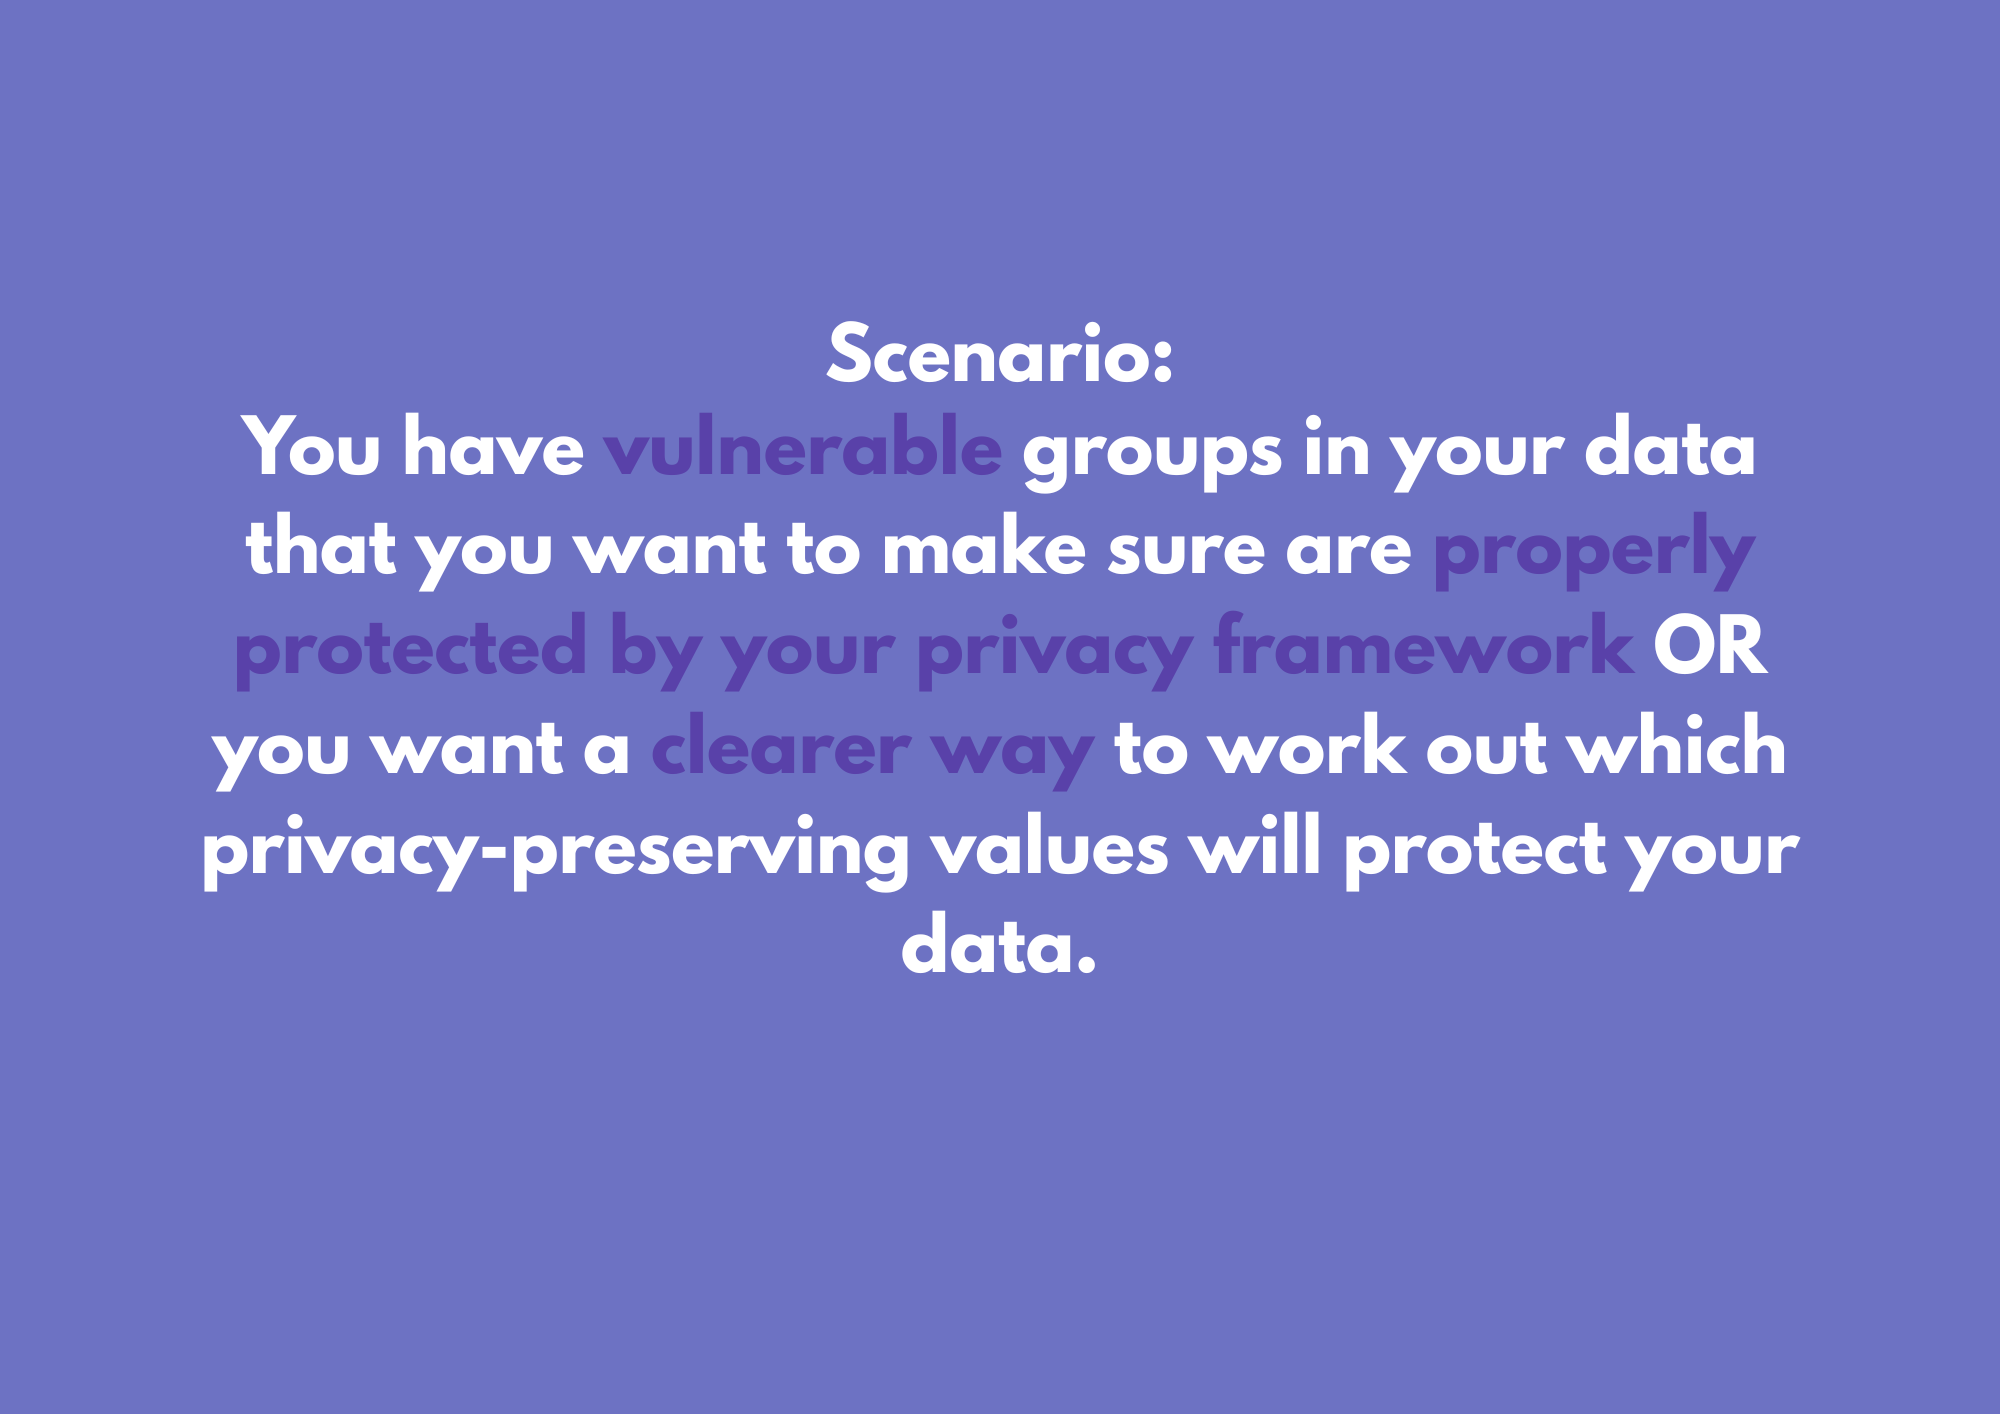 Scenario:
You have vulnerable groups in your data
that you want to make sure are properly
protected by your privacy framework OR
you want a clearer way to work out which
privacy-preserving values will protect your
data.